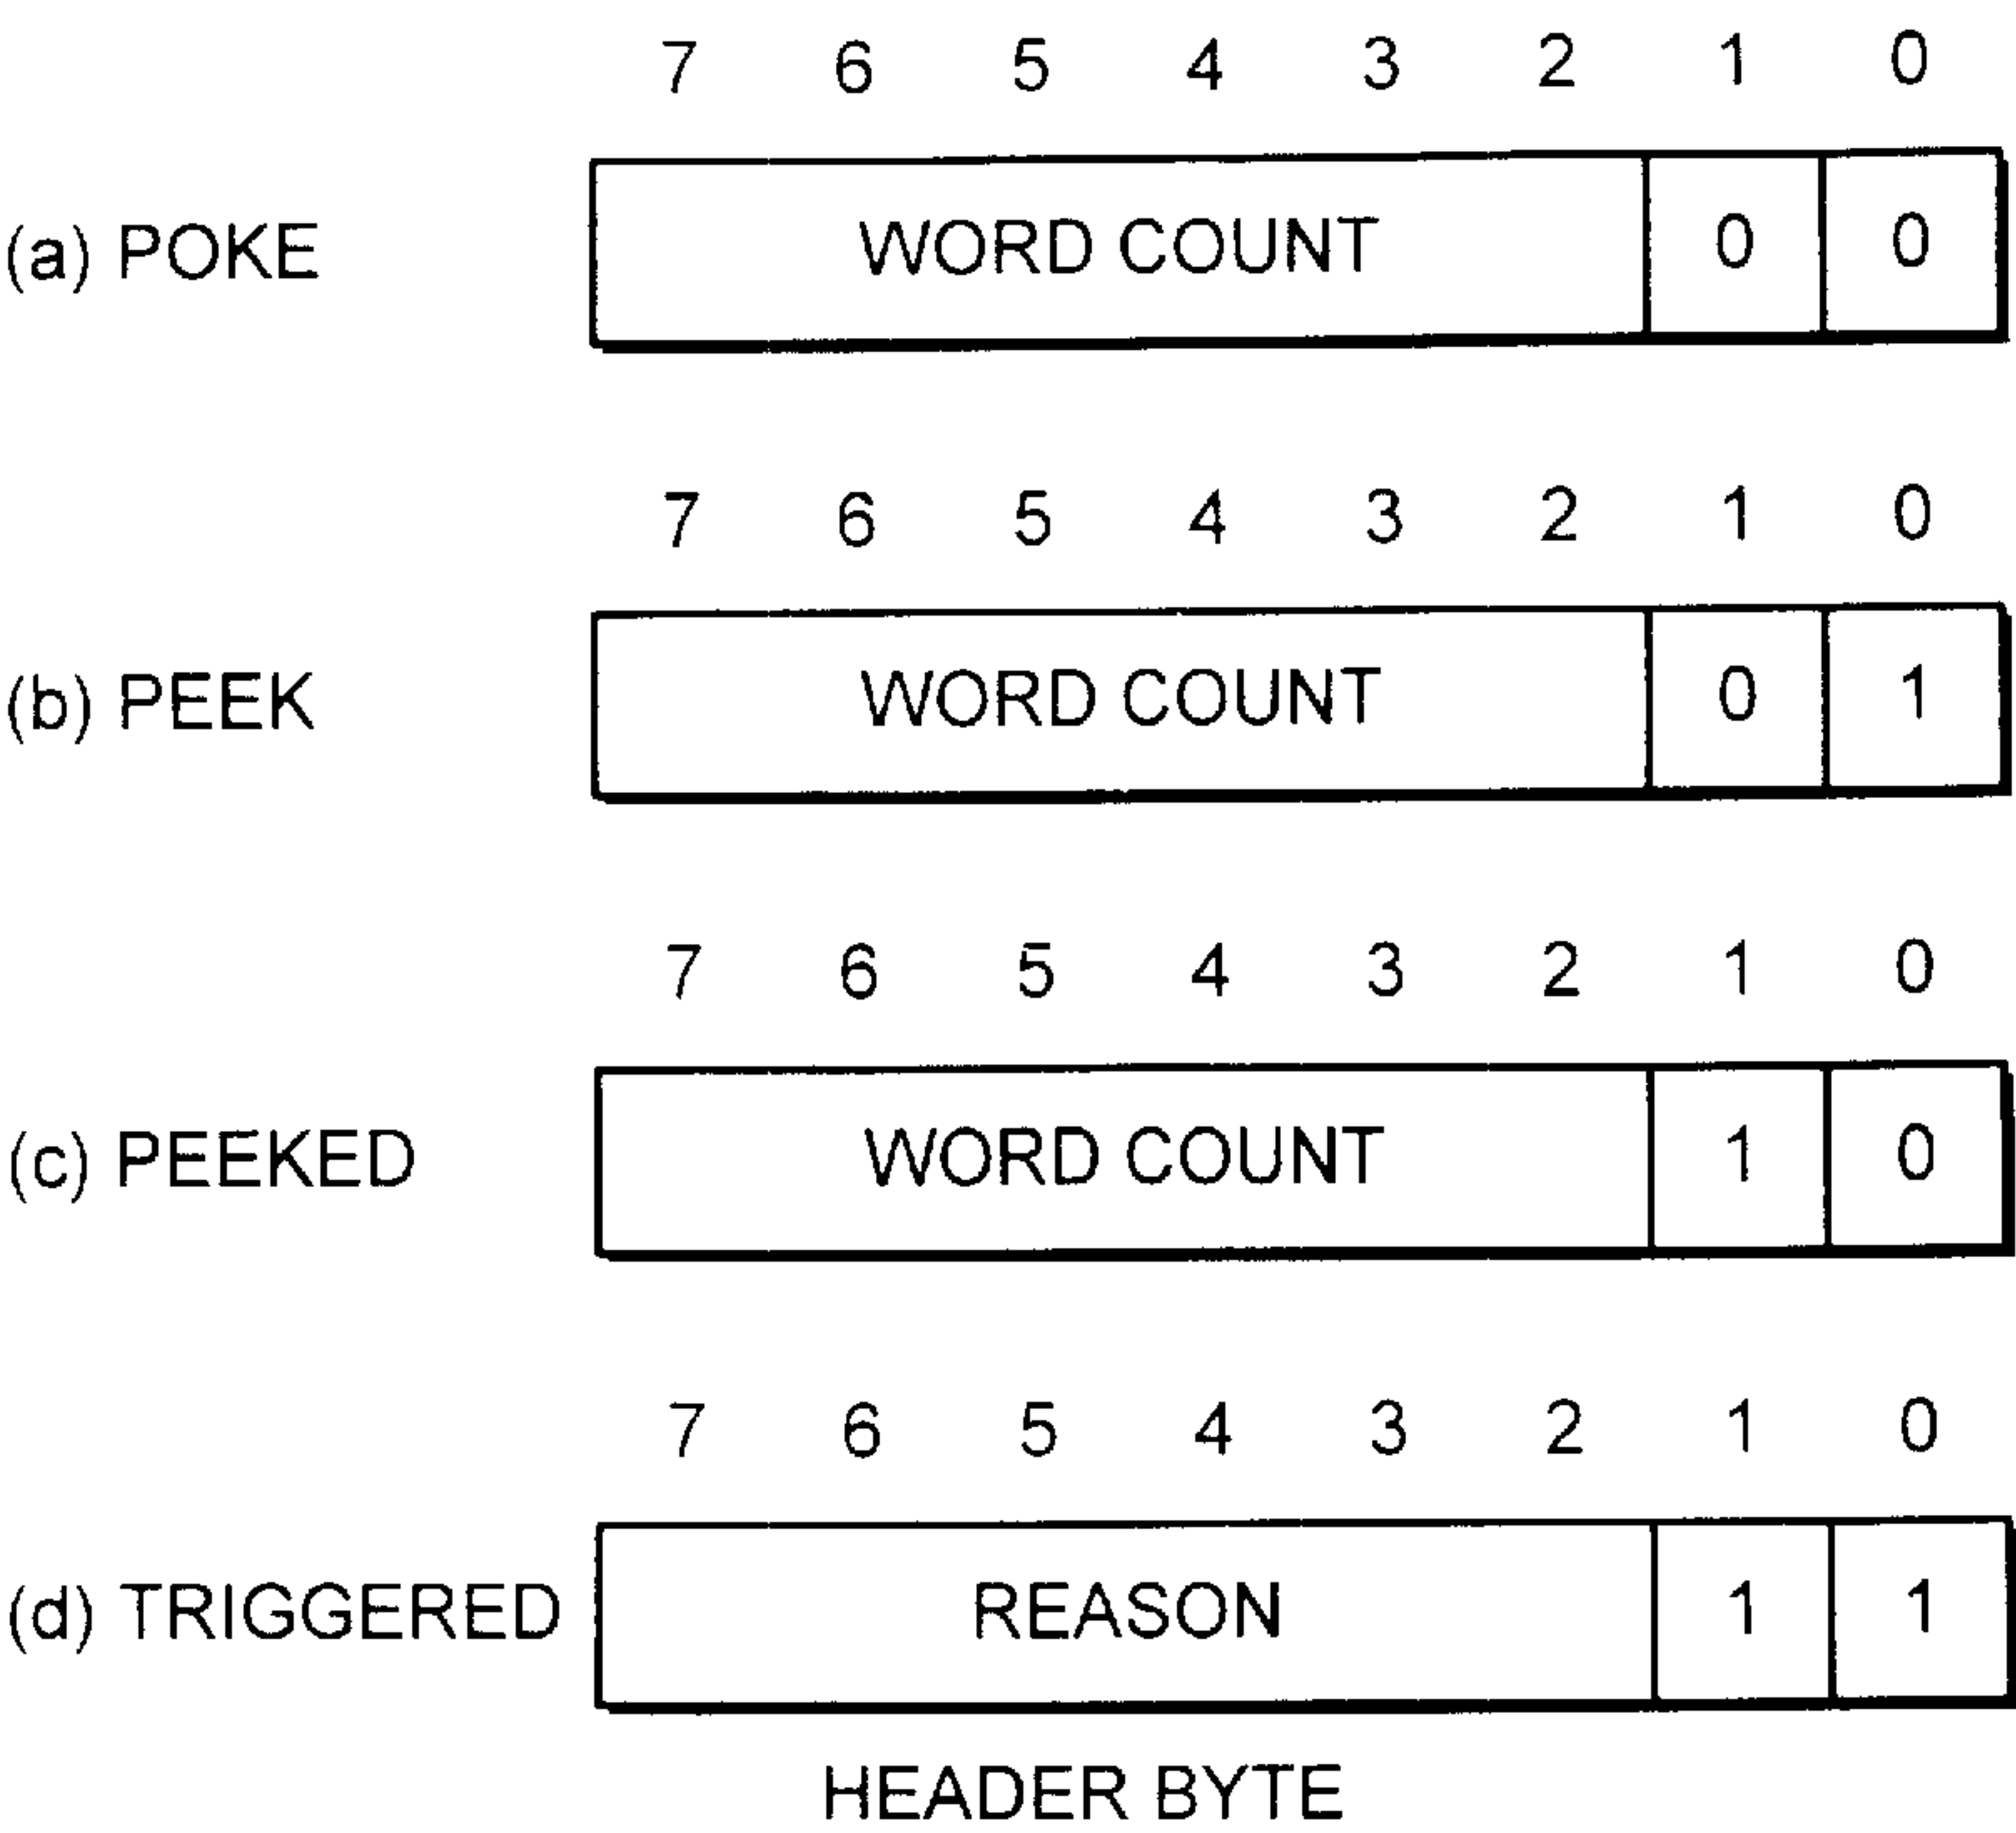 7 6 5 4 3 2 1 0
(a) POKE WORD COUNT 0 0
7 6 5 4 3 2 1 0
(b) PEEK WORD COUNT 0 1
7 6 5 4 3 2 1 0
(c) PEEKED WORD COUNT 1 0
7 6 5 4 3 2 1 0
(d) TRIGGERED REASON 1 1
HEADER BYTE